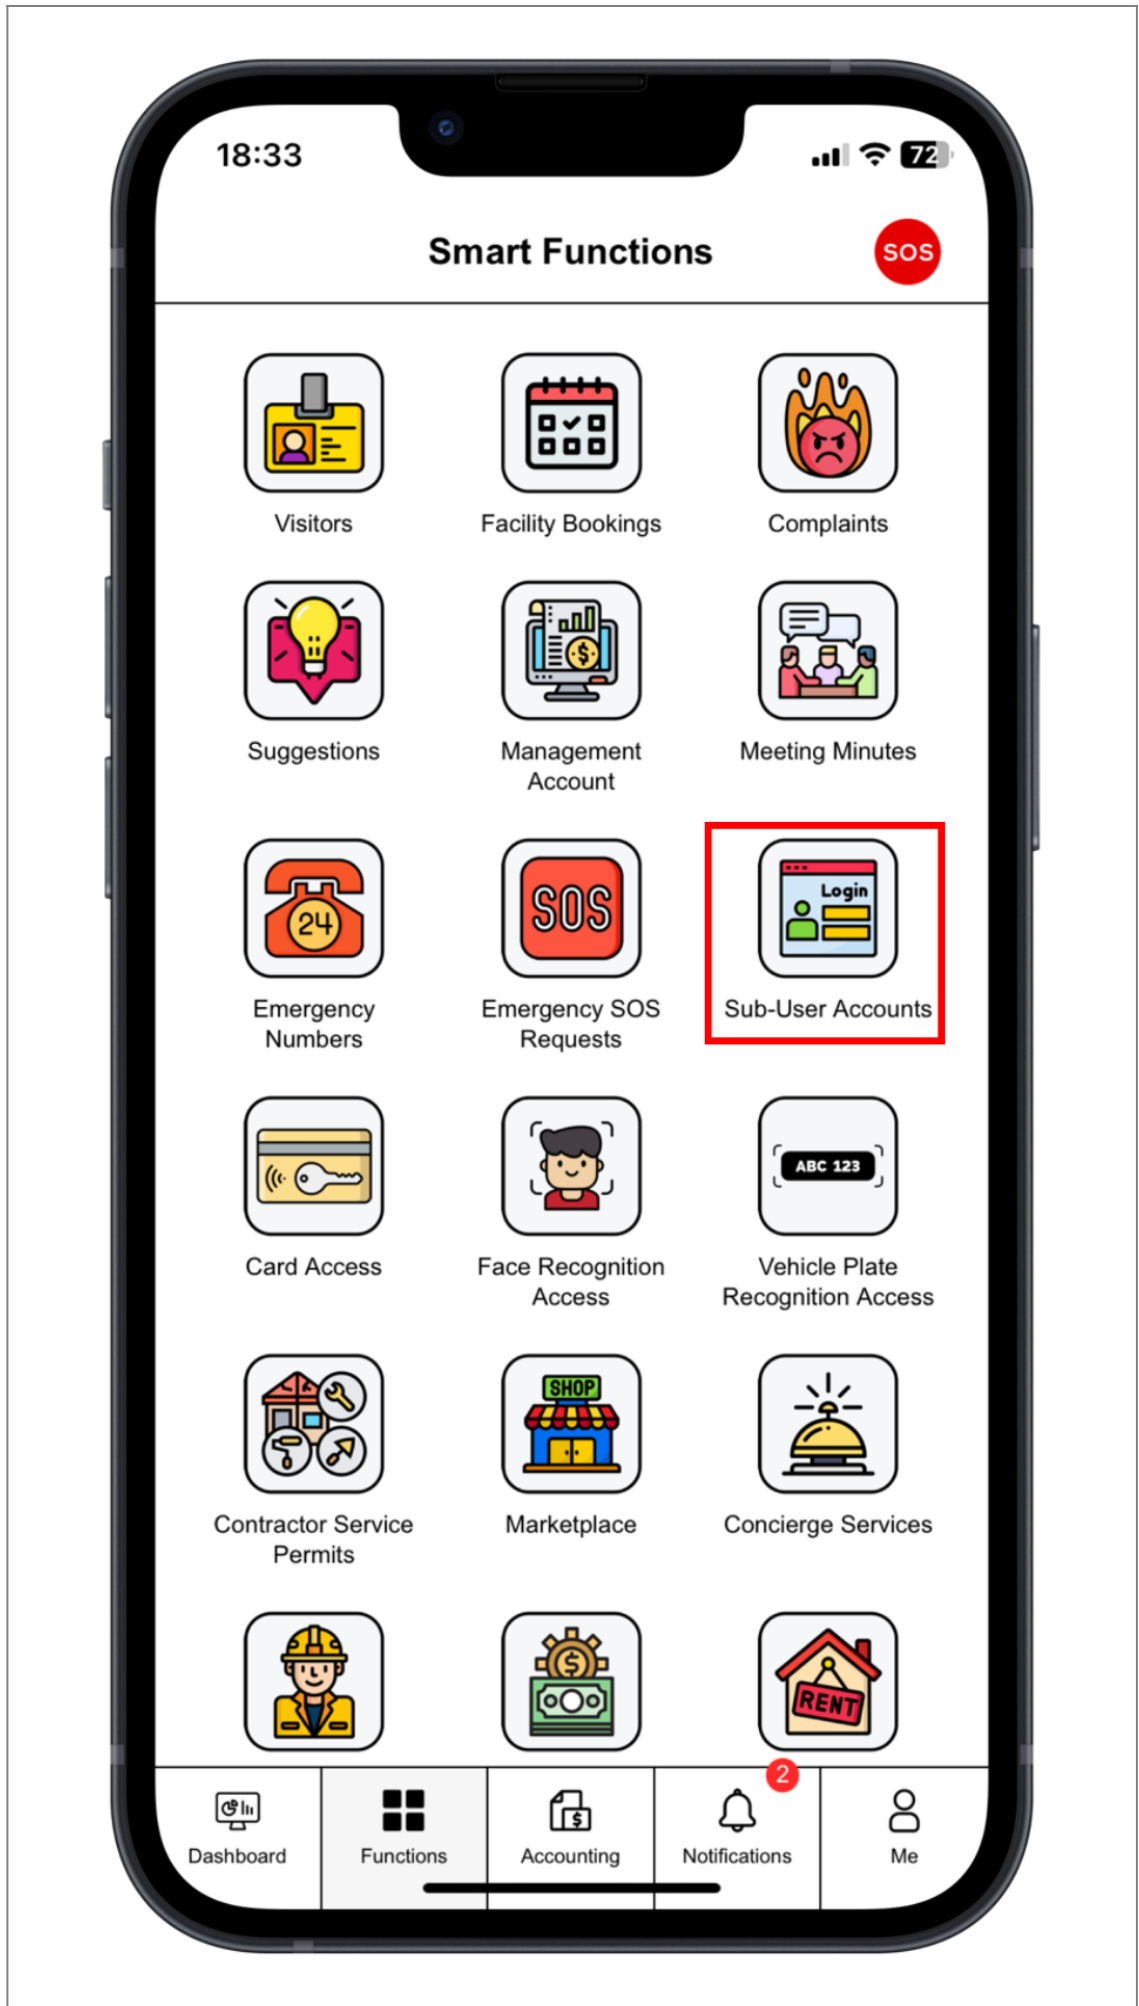 18:33
72
Smart Functions
SOS
Visitors
Facility Bookings
Complaints
Suggestions
Management
Account
Meeting Minutes
24
SOS
Login
Emergency
Numbers
Emergency SOS
Requests
Sub-User Accounts
ABC 123
Card Access
Face Recognition
Access
Vehicle Plate
Recognition Access
SHOP
Contractor Service
Permits
Marketplace
Concierge Services
RENT
2
Dashboard
Functions
Accounting
Notifications
Me